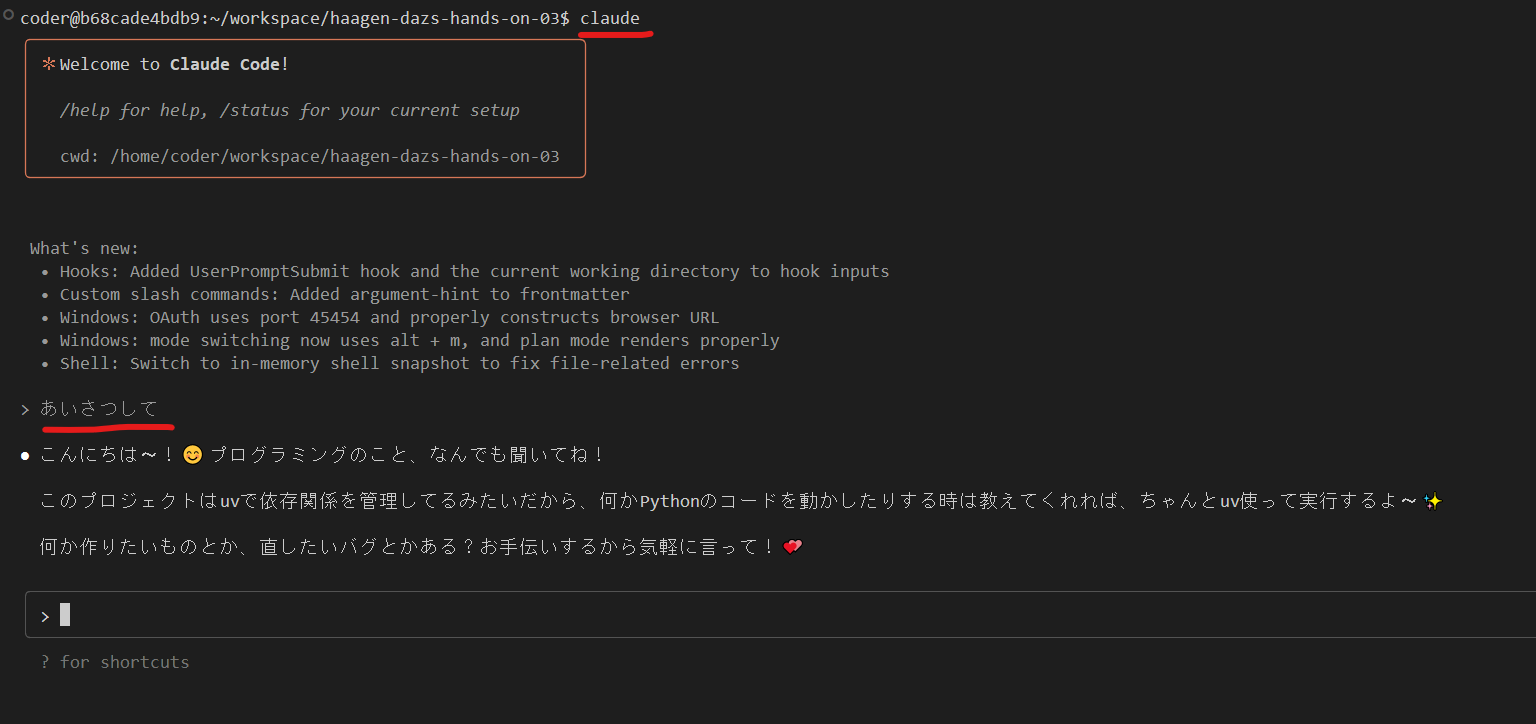 coder@b68cade4bdb9:~/workspace/haagen-dazs-hands-on-03$ claude
* Welcome to Claude Code!
/help for help, /status for your current setup
cwd: /home/coder/workspace/haagen-dazs-hands-on-03
What's new:
• Hooks: Added UserPromptSubmit hook and the current working directory to hook inputs
• Custom slash commands: Added argument-hint to frontmatter
• Windows: OAuth uses port 45454 and properly constructs browser URL
• Windows: mode switching now uses alt + m, and plan mode renders properly
• Shell: Switch to in-memory shell snapshot to fix file-related errors
> あいさつして
● こんにちは～！😊 プログラミングのこと、なんでも聞いてね！
このプロジェクトはuvで依存関係を管理してるみたいだから、何かPythonのコードを動かしたりする時は教えてくれれば、ちゃんとuv使って実行するよ～✨
何か作りたいものとか、直したいバグとかある？お手伝いするから気軽に言って！💕
>
? for shortcuts